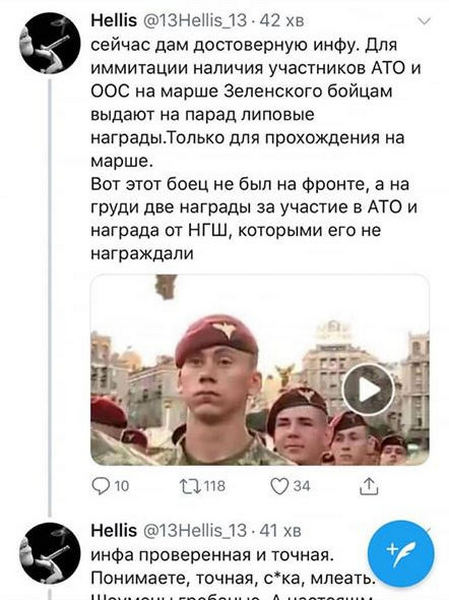 Hellis @13Hellis_13 · 42 хв
сейчас дам достоверную инфу. Для
иммитации наличия участников АТО и
ООС на марше Зеленского бойцам
выдают на парад липовые
награды.Только для прохождения на
марше.
Вот этот боец не был на фронте, а на
груди две награды за участие в АТО и
награда от НГШ, которыми его не
награждали
10 118 34
Hellis @13Hellis_13 · 41 хв
инфа проверенная и точная.
Понимаете, точная, с*ка, млеать.